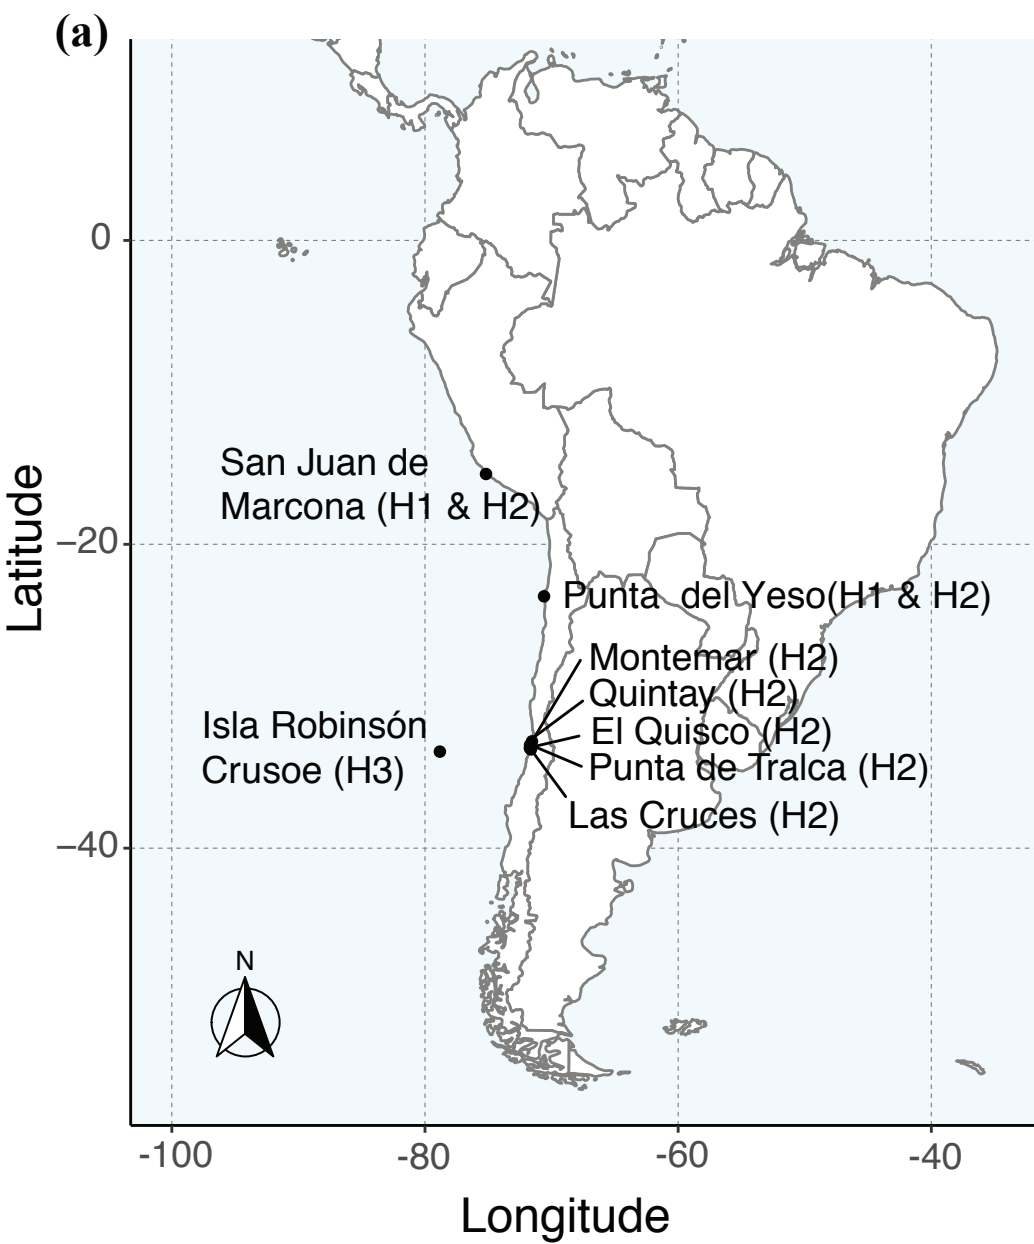 (a)
0
San Juan de
Marcona (H1 & H2)
−20
Punta  del Yeso(H1 & H2)
Montemar (H2)
Quintay (H2)
Isla Robinsón
Crusoe (H3)
El Quisco (H2)
Punta de Tralca (H2)
Las Cruces (H2)
−40
N
-100
-80
-60
-40
Latitude
Longitude